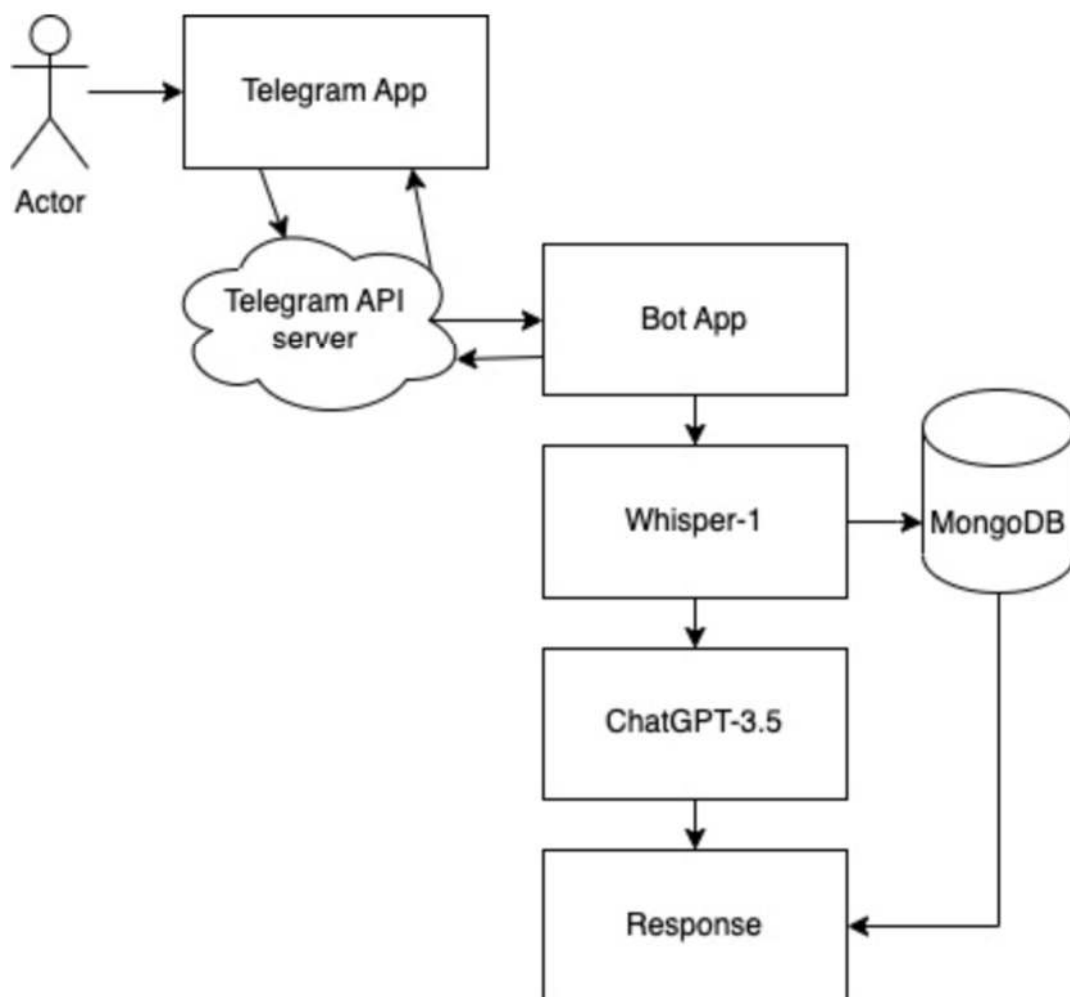 Telegram App
Actor
Telegram API
server
Bot App
Whisper-1
MongoDB
ChatGPT-3.5
Response